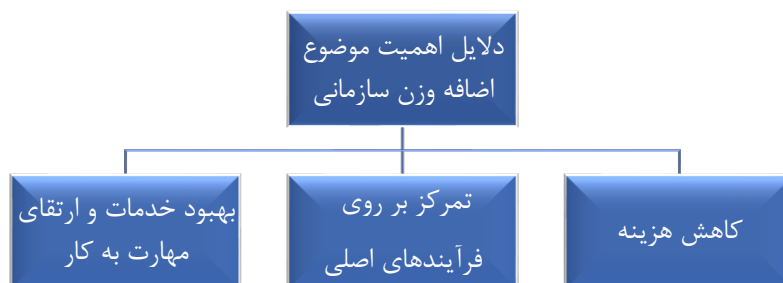 دلایل اهمیت موضوع
اضافه وزن سازمانی
کاهش هزینه
تمرکز بر روی
فرآیندهای اصلی
بهبود خدمات و ارتقای
مهارت به کار